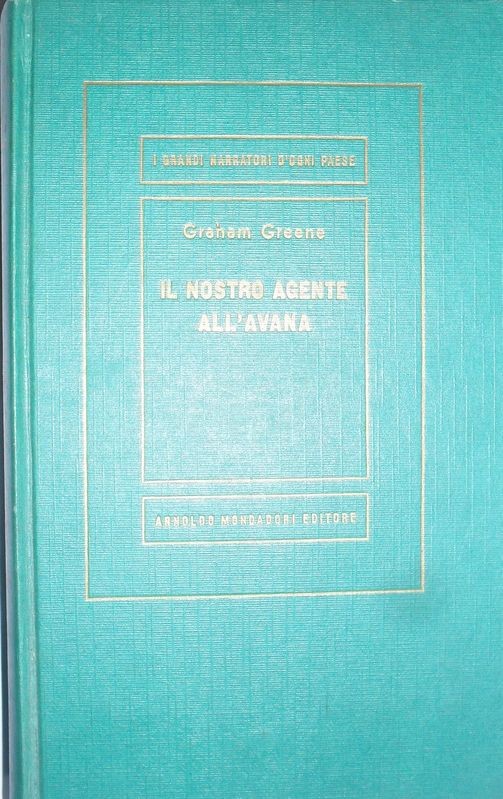 I GRANDI NARRATORI D'OGNI PAESE
Graham Greene
IL NOSTRO AGENTE
ALL'AVANA
ARNOLDO MONDADORI EDITORE